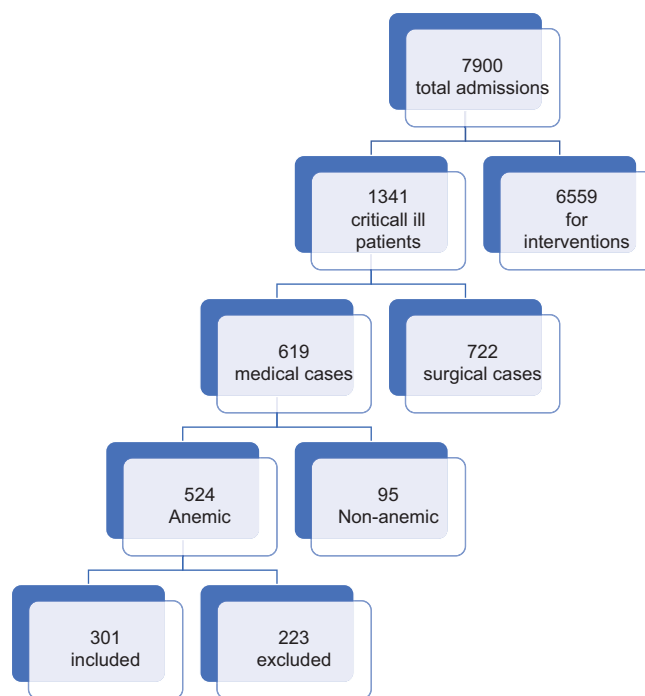 7900
total admissions
1341
criticall ill
patients
6559
for
interventions
619
medical cases
722
surgical cases
524
Anemic
95
Non-anemic
301
included
223
excluded